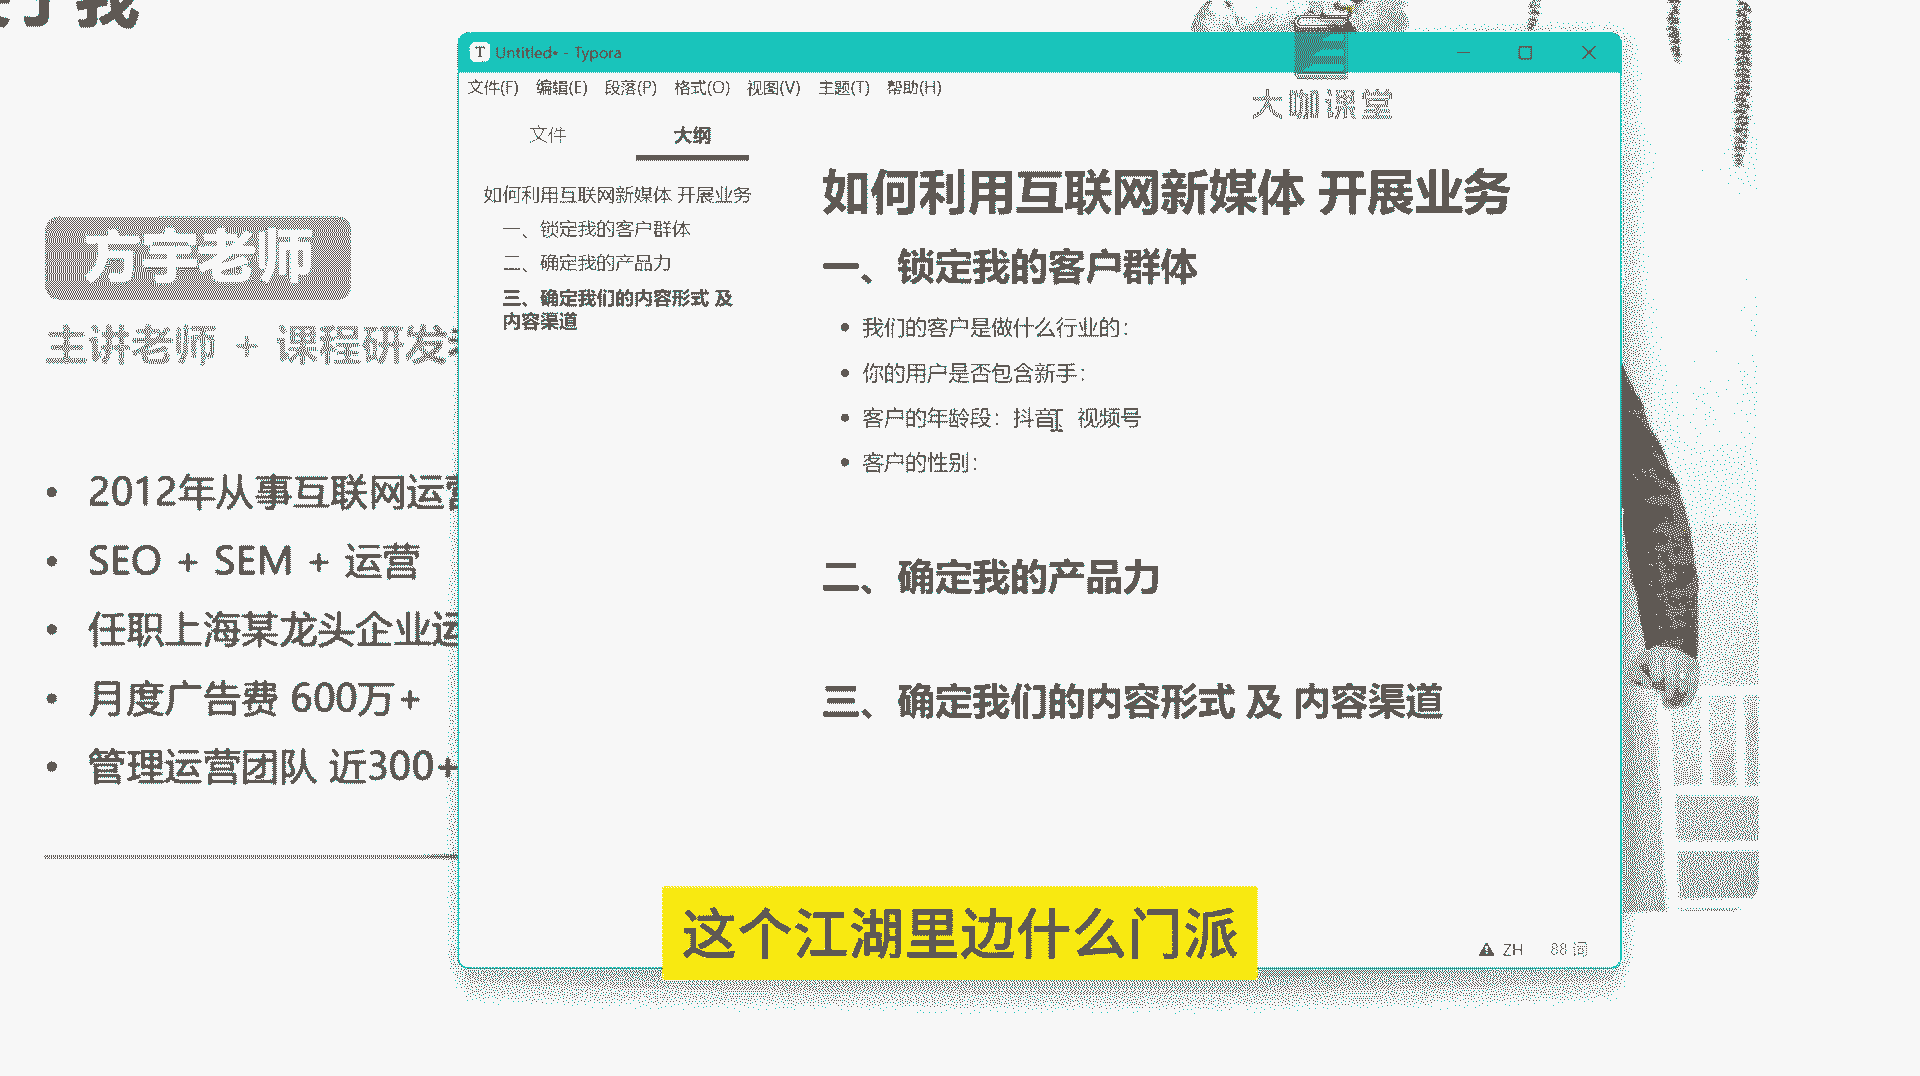 了我
方宇老师
主讲老师 + 课程研发
2012年从事互联网运营
SEO + SEM + 运营
任职上海某龙头企业运
月度广告费 600万+
管理运营团队 近300+
Untitled• - Typora
大咖课堂
文件(F) 编辑(E) 段落(P) 格式(O) 视图(V) 主题(T) 帮助(H)
文件 大纲
如何利用互联网新媒体 开展业务
一、锁定我的客户群体
二、确定我的产品力
三、确定我们的内容形式 及
内容渠道
如何利用互联网新媒体 开展业务
一、锁定我的客户群体
我们的客户是做什么行业的：
你的用户是否包含新手：
客户的年龄段：抖音、视频号
客户的性别：
二、确定我的产品力
三、确定我们的内容形式 及 内容渠道
这个江湖里边什么门派
ZH 88 词